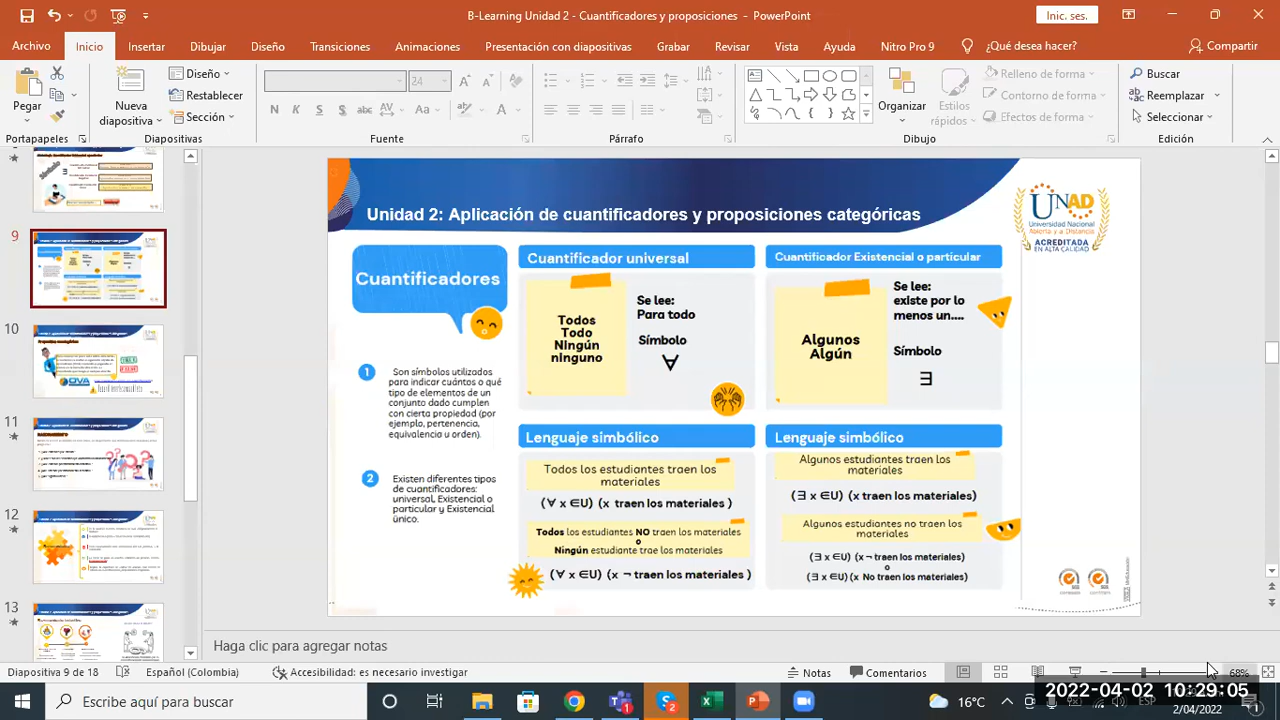 B-Learning Unidad 2 - Cuantificadores y proposiciones - PowerPoint
Inic. ses.
Archivo Inicio Insertar Dibujar Diseño Transiciones Animaciones Presentación con diapositivas Grabar Revisar Vista Ayuda Nitro Pro 9 ¿Qué desea hacer? Compartir
Pegar
Nueva diapositiva
Diseño
Restablecer
Sección
24
N K S abc AV Aa A
Organizar
Estilos rápidos
Relleno de forma
Contorno de forma
Efectos de forma
Buscar
Reemplazar
Seleccionar
Portapapeles Diapositivas Fuente Párrafo Dibujo Edición
9
10
11
12
13
Unidad 2: Aplicación de cuantificadores y proposiciones categóricas
UNAD
Universidad Nacional
Abierta y a Distancia
ACREDITADA
EN ALTA CALIDAD
Cuantificadores
1
Son símbolos utilizados
para indicar cuántos o qué
tipo de elementos de un
conjunto dado cumplen
con cierta propiedad (por
ejemplo, pertenencia,
equivalencia u orden).
2
Existen diferentes tipos
de cuantificadores:
universal, Existencial o
particular y Existencial
único.
Cuantificador universal
Todos
Todo
NIngún
nInguno
Se lee:
Para todo
Símbolo
∀
Lenguaje simbólico
Todos los estudiantes traen los
materiales
(∀ x ∈U) (x traen los materiales )
Todos los estudiantes NO traen los materiales
o
Ningún estudiante trae los materiales
(∀ x ∈U) (x ¬ traen los materiales )
Cuantificador Existencial o particular
Algunos
Algún
Se lee:
existe por lo
menos un....
Símbolo
∃
Lenguaje simbólico
Algunos estudiantes traen los
materiales
(∃ x ∈U) (x traen los materiales)
Algunos estudiantes no traen los
materiales
(x ¬ traen los materiales)
o
(∃ x ∈U) (x No traen los materiales)
Haga clic para agregar notas
Diapositiva 9 de 18 Español (Colombia) Accesibilidad: es necesario investigar Notas Comentarios 68%
Escribir aquí para buscar
16°C
ESP
2022-04-02 10:29:05
2/04/2022